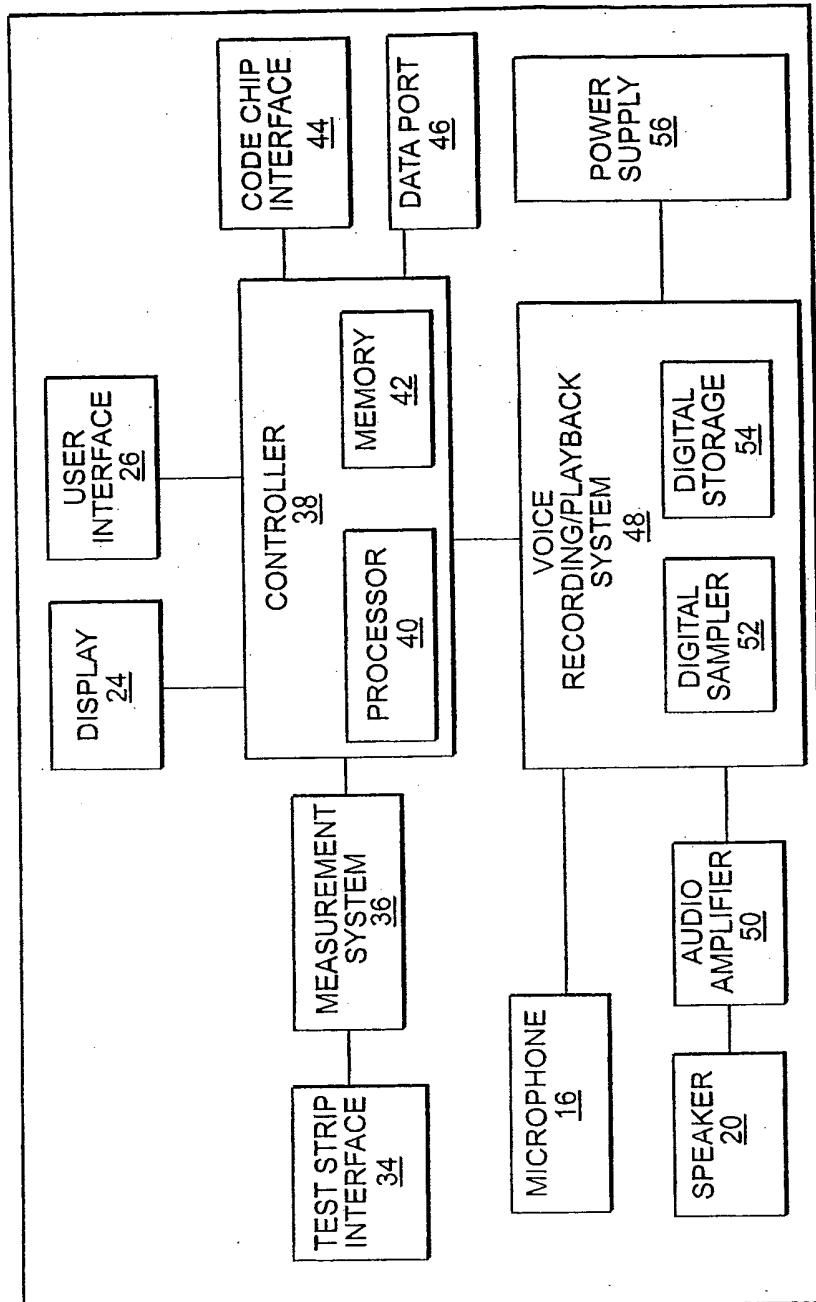 DISPLAY
24
USER
INTERFACE
26
TEST STRIP
INTERFACE
34
MEASUREMENT
SYSTEM
36
CONTROLLER
38
PROCESSOR
40
MEMORY
42
CODE CHIP
INTERFACE
44
DATA PORT
46
MICROPHONE
16
SPEAKER
20
AUDIO
AMPLIFIER
50
VOICE
RECORDING/PLAYBACK
SYSTEM
48
DIGITAL
SAMPLER
52
DIGITAL
STORAGE
54
POWER
SUPPLY
56